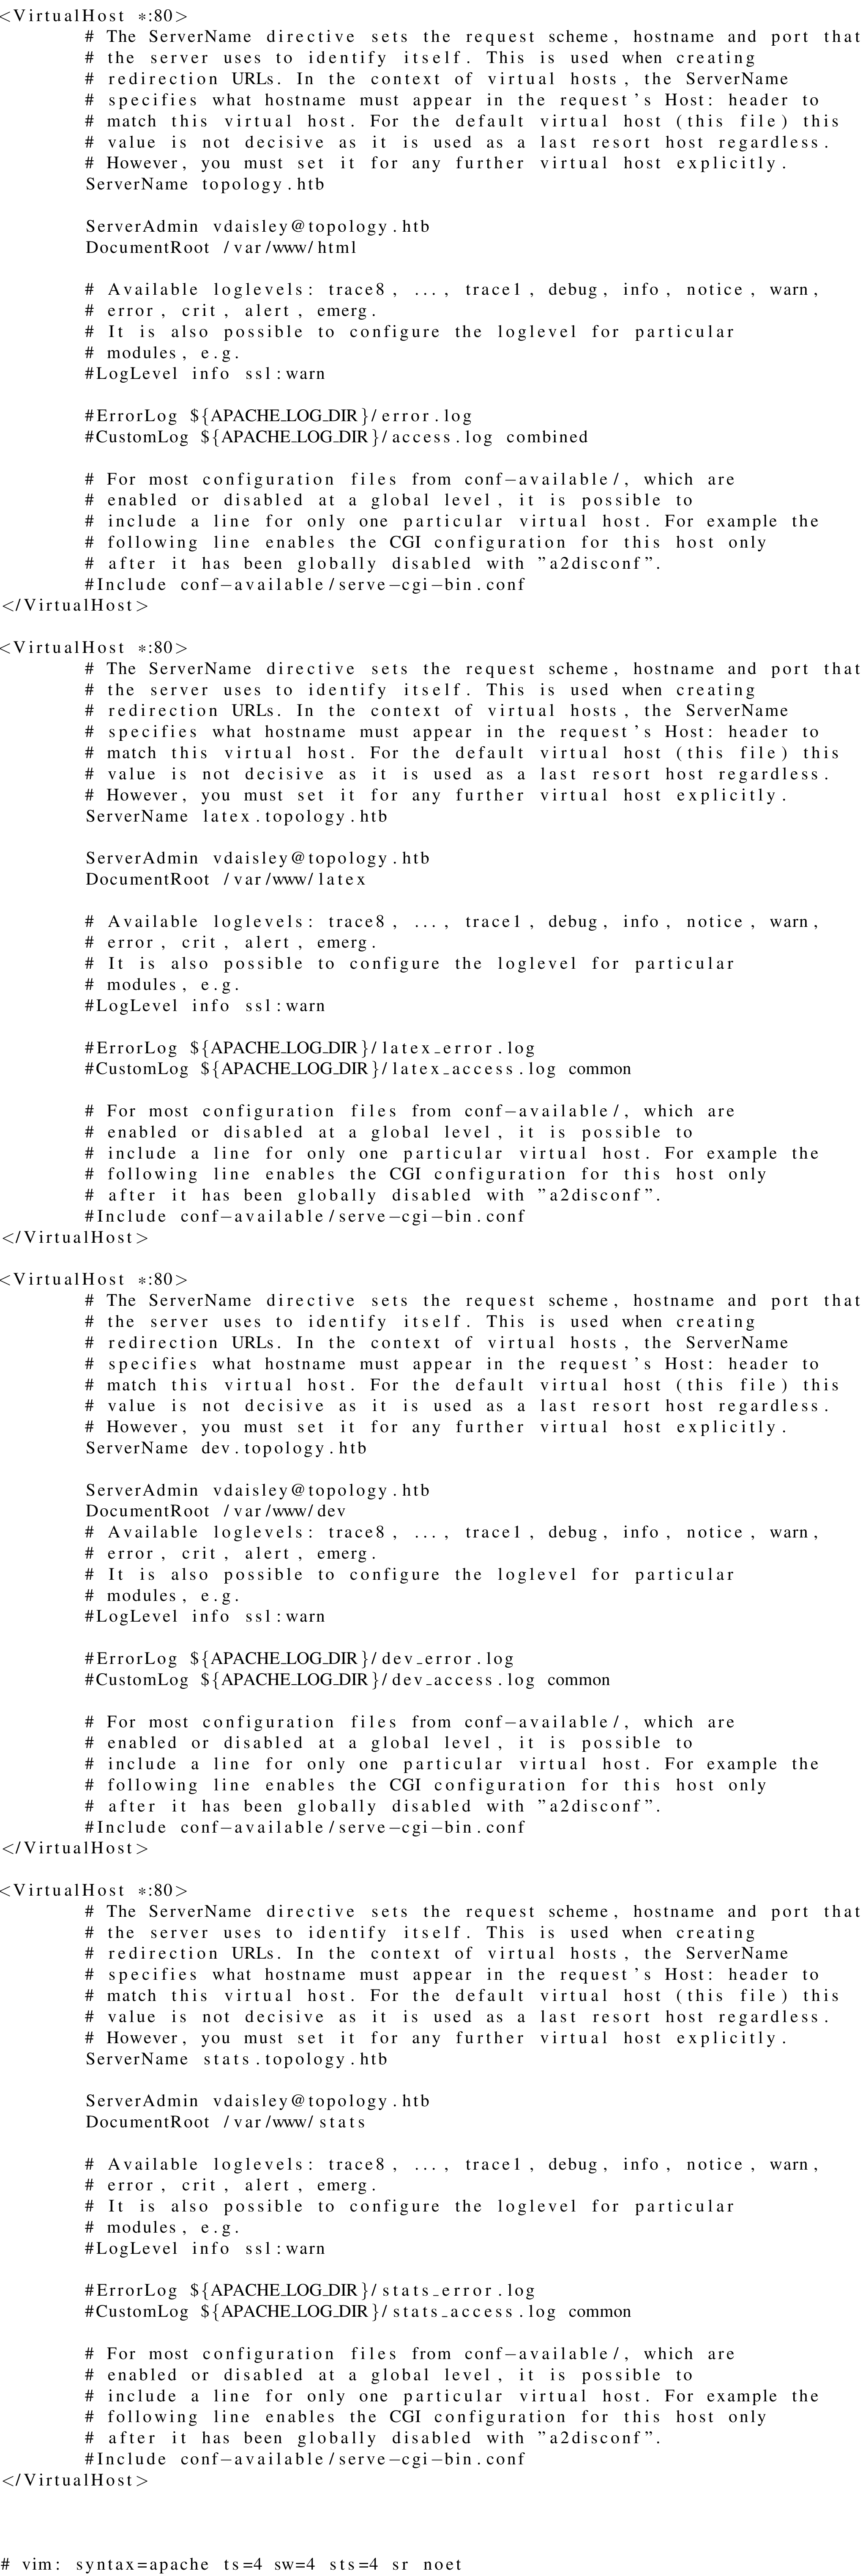 <VirtualHost *:80>
# The ServerName directive sets the request scheme, hostname and port that
# the server uses to identify itself. This is used when creating
# redirection URLs. In the context of virtual hosts, the ServerName
# specifies what hostname must appear in the request's Host: header to
# match this virtual host. For the default virtual host (this file) this
# value is not decisive as it is used as a last resort host regardless.
# However, you must set it for any further virtual host explicitly.
ServerName topology.htb

ServerAdmin vdaisley@topology.htb
DocumentRoot /var/www/html

# Available loglevels: trace8, ..., trace1, debug, info, notice, warn,
# error, crit, alert, emerg.
# It is also possible to configure the loglevel for particular
# modules, e.g.
#LogLevel info ssl:warn

#ErrorLog ${APACHE_LOG_DIR}/error.log
#CustomLog ${APACHE_LOG_DIR}/access.log combined

# For most configuration files from conf−available/, which are
# enabled or disabled at a global level, it is possible to
# include a line for only one particular virtual host. For example the
# following line enables the CGI configuration for this host only
# after it has been globally disabled with ”a2disconf”.
#Include conf−available/serve−cgi−bin.conf
</VirtualHost>

<VirtualHost *:80>
# The ServerName directive sets the request scheme, hostname and port that
# the server uses to identify itself. This is used when creating
# redirection URLs. In the context of virtual hosts, the ServerName
# specifies what hostname must appear in the request's Host: header to
# match this virtual host. For the default virtual host (this file) this
# value is not decisive as it is used as a last resort host regardless.
# However, you must set it for any further virtual host explicitly.
ServerName latex.topology.htb

ServerAdmin vdaisley@topology.htb
DocumentRoot /var/www/latex

# Available loglevels: trace8, ..., trace1, debug, info, notice, warn,
# error, crit, alert, emerg.
# It is also possible to configure the loglevel for particular
# modules, e.g.
#LogLevel info ssl:warn

#ErrorLog ${APACHE_LOG_DIR}/latex_error.log
#CustomLog ${APACHE_LOG_DIR}/latex_access.log common

# For most configuration files from conf−available/, which are
# enabled or disabled at a global level, it is possible to
# include a line for only one particular virtual host. For example the
# following line enables the CGI configuration for this host only
# after it has been globally disabled with ”a2disconf”.
#Include conf−available/serve−cgi−bin.conf
</VirtualHost>

<VirtualHost *:80>
# The ServerName directive sets the request scheme, hostname and port that
# the server uses to identify itself. This is used when creating
# redirection URLs. In the context of virtual hosts, the ServerName
# specifies what hostname must appear in the request's Host: header to
# match this virtual host. For the default virtual host (this file) this
# value is not decisive as it is used as a last resort host regardless.
# However, you must set it for any further virtual host explicitly.
ServerName dev.topology.htb

ServerAdmin vdaisley@topology.htb
DocumentRoot /var/www/dev
# Available loglevels: trace8, ..., trace1, debug, info, notice, warn,
# error, crit, alert, emerg.
# It is also possible to configure the loglevel for particular
# modules, e.g.
#LogLevel info ssl:warn

#ErrorLog ${APACHE_LOG_DIR}/dev_error.log
#CustomLog ${APACHE_LOG_DIR}/dev_access.log common

# For most configuration files from conf−available/, which are
# enabled or disabled at a global level, it is possible to
# include a line for only one particular virtual host. For example the
# following line enables the CGI configuration for this host only
# after it has been globally disabled with ”a2disconf”.
#Include conf−available/serve−cgi−bin.conf
</VirtualHost>

<VirtualHost *:80>
# The ServerName directive sets the request scheme, hostname and port that
# the server uses to identify itself. This is used when creating
# redirection URLs. In the context of virtual hosts, the ServerName
# specifies what hostname must appear in the request's Host: header to
# match this virtual host. For the default virtual host (this file) this
# value is not decisive as it is used as a last resort host regardless.
# However, you must set it for any further virtual host explicitly.
ServerName stats.topology.htb

ServerAdmin vdaisley@topology.htb
DocumentRoot /var/www/stats

# Available loglevels: trace8, ..., trace1, debug, info, notice, warn,
# error, crit, alert, emerg.
# It is also possible to configure the loglevel for particular
# modules, e.g.
#LogLevel info ssl:warn

#ErrorLog ${APACHE_LOG_DIR}/stats_error.log
#CustomLog ${APACHE_LOG_DIR}/stats_access.log common

# For most configuration files from conf−available/, which are
# enabled or disabled at a global level, it is possible to
# include a line for only one particular virtual host. For example the
# following line enables the CGI configuration for this host only
# after it has been globally disabled with ”a2disconf”.
#Include conf−available/serve−cgi−bin.conf
</VirtualHost>

# vim: syntax=apache ts=4 sw=4 sts=4 sr noet